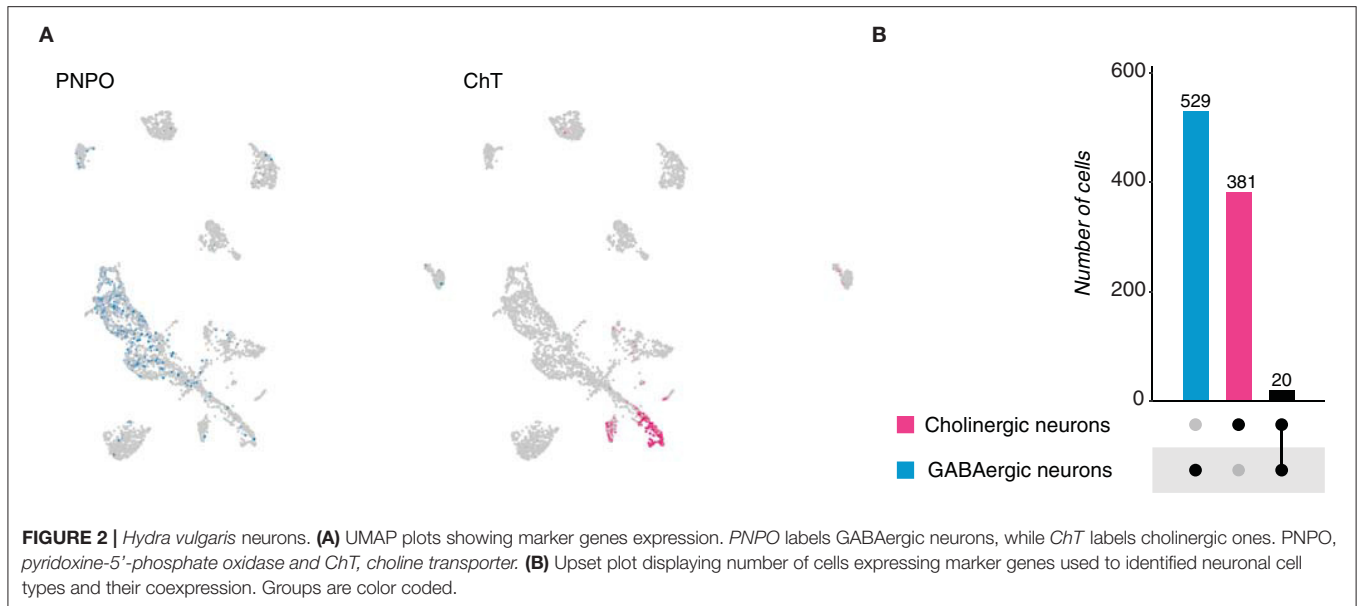 A
B
PNPO
ChT
600
400
200
0
Number of cells
529
381
20
Cholinergic neurons
GABAergic neurons
FIGURE 2 | Hydra vulgaris neurons. (A) UMAP plots showing marker genes expression. PNPO labels GABAergic neurons, while ChT labels cholinergic ones. PNPO,
pyridoxine-5'-phosphate oxidase and ChT, choline transporter. (B) Upset plot displaying number of cells expressing marker genes used to identified neuronal cell
types and their coexpression. Groups are color coded.